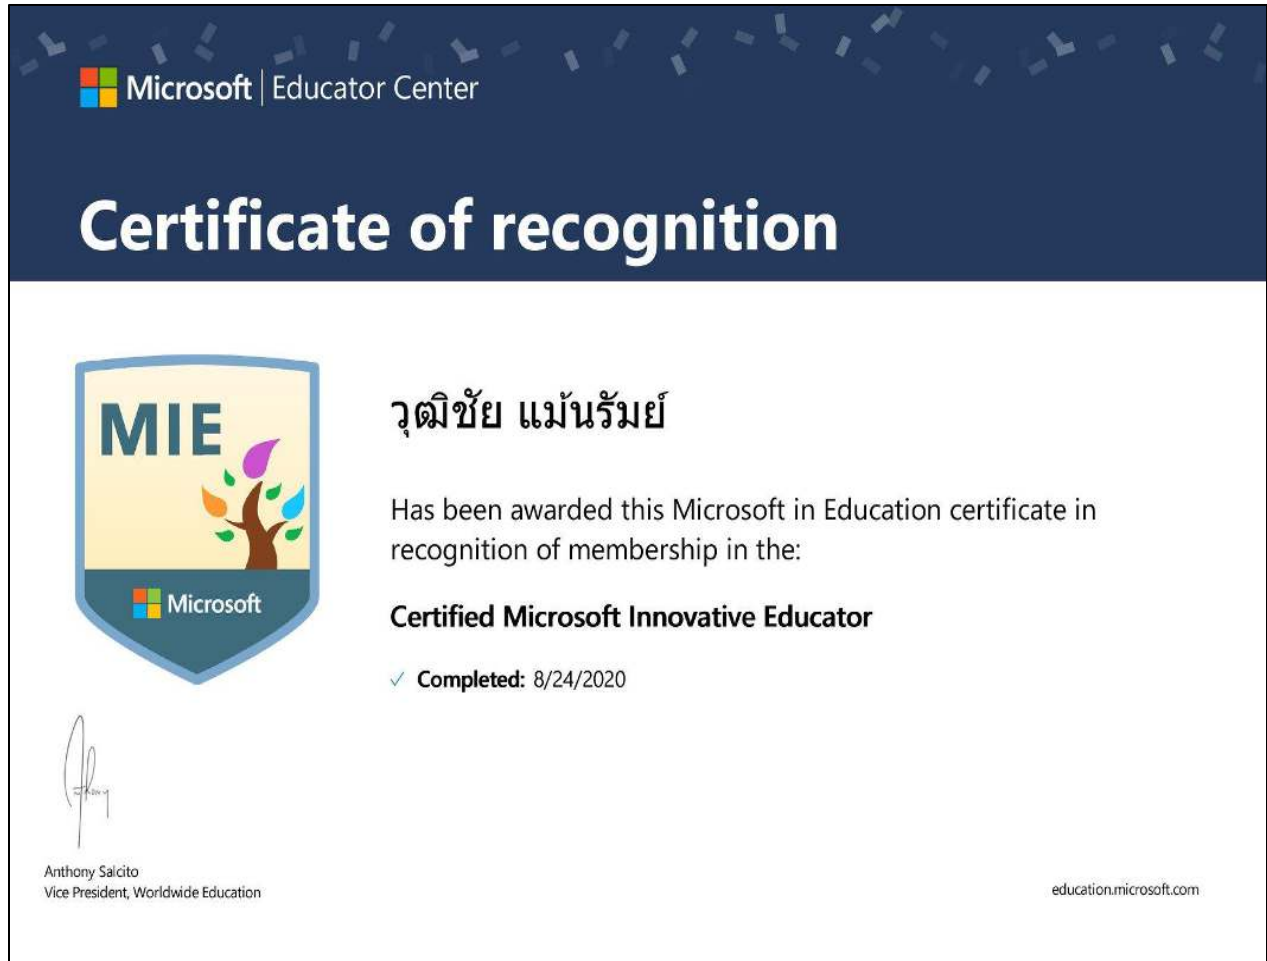 Microsoft | Educator Center
Certificate of recognition
MIE
Microsoft
วุฒิชัย แม้นรัมย์
Has been awarded this Microsoft in Education certificate in
recognition of membership in the:
Certified Microsoft Innovative Educator
✓ Completed: 8/24/2020
Anthony
Anthony Salcito
Vice President, Worldwide Education
education.microsoft.com